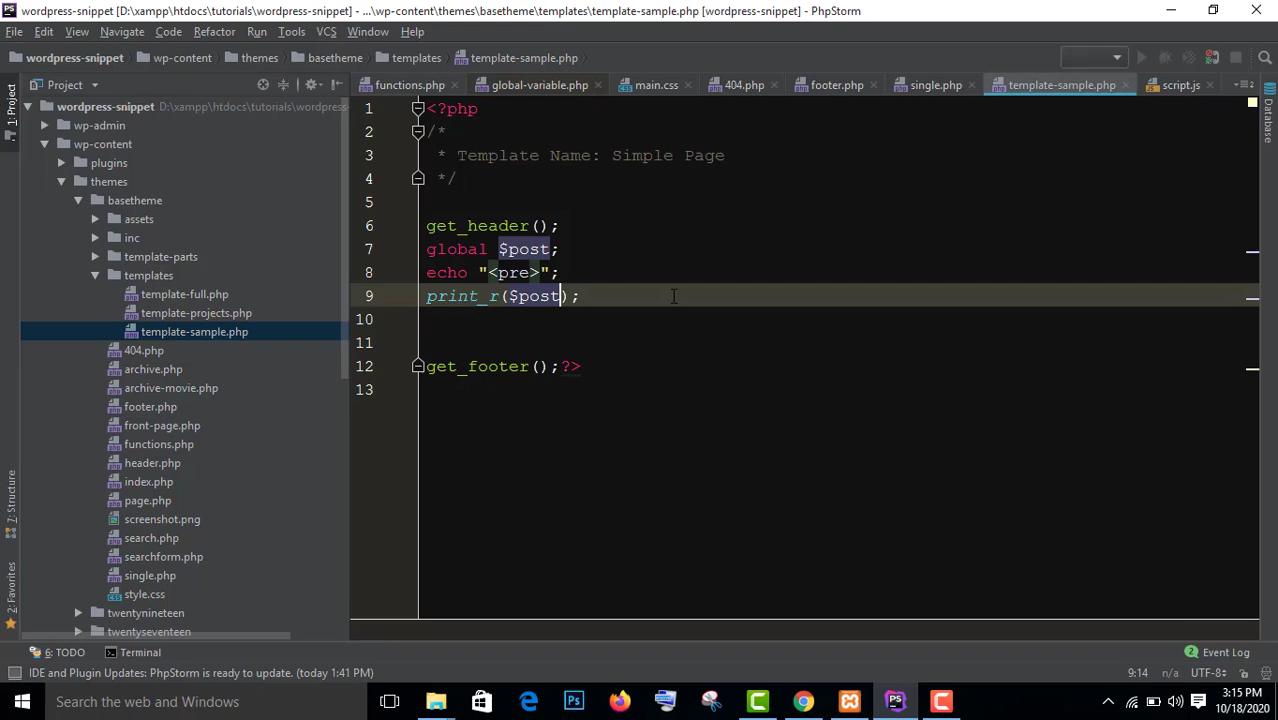 wordpress-snippet [D:\xampp\htdocs\tutorials\wordpress-snippet] - ...\wp-content\themes\basetheme\templates\template-sample.php [wordpress-snippet] - PhpStorm
File Edit View Navigate Code Refactor Run Tools VCS Window Help
wordpress-snippet wp-content themes basetheme templates template-sample.php
Project
functions.php global-variable.php main.css 404.php footer.php single.php template-sample.php script.js
1: Project
7: Structure
2: Favorites
wordpress-snippet D:\xampp\htdocs\tutorials\wordpress-
wp-admin
wp-content
plugins
themes
basetheme
assets
inc
template-parts
templates
template-full.php
template-projects.php
template-sample.php
404.php
archive.php
archive-movie.php
footer.php
front-page.php
functions.php
header.php
index.php
page.php
screenshot.png
search.php
searchform.php
single.php
style.css
twentynineteen
twentyseventeen
1 <?php
2 /*
3 * Template Name: Simple Page
4 */
5
6 get_header();
7 global $post;
8 echo "<pre>";
9 print_r($post);
10
11
12 get_footer();?>
13
Database
6: TODO Terminal 2 Event Log
IDE and Plugin Updates: PhpStorm is ready to update. (today 1:41 PM) 9:14 n/a UTF-8
Search the web and Windows
3:15 PM
10/18/2020